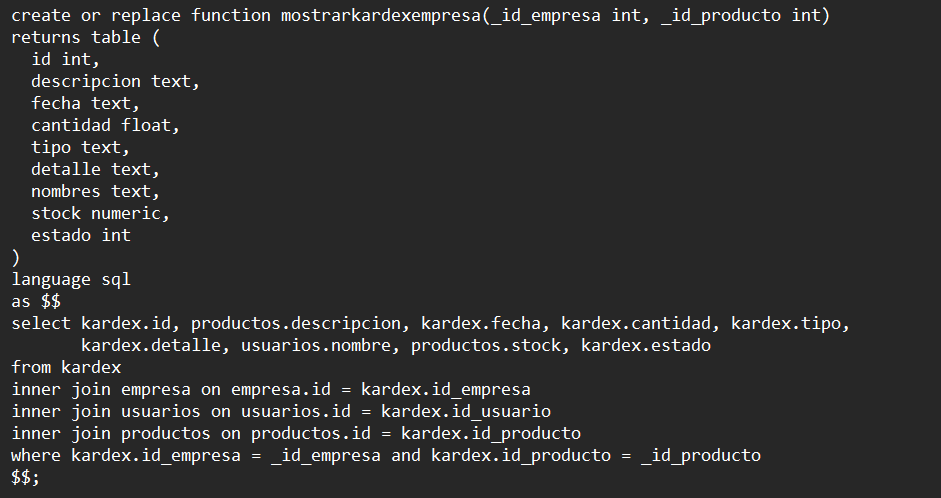 create or replace function mostrarkardexempresa(_id_empresa int, _id_producto int)
returns table (
  id int,
  descripcion text,
  fecha text,
  cantidad float,
  tipo text,
  detalle text,
  nombres text,
  stock numeric,
  estado int
)
language sql
as $$
select kardex.id, productos.descripcion, kardex.fecha, kardex.cantidad, kardex.tipo,
       kardex.detalle, usuarios.nombre, productos.stock, kardex.estado
from kardex
inner join empresa on empresa.id = kardex.id_empresa
inner join usuarios on usuarios.id = kardex.id_usuario
inner join productos on productos.id = kardex.id_producto
where kardex.id_empresa = _id_empresa and kardex.id_producto = _id_producto
$$;